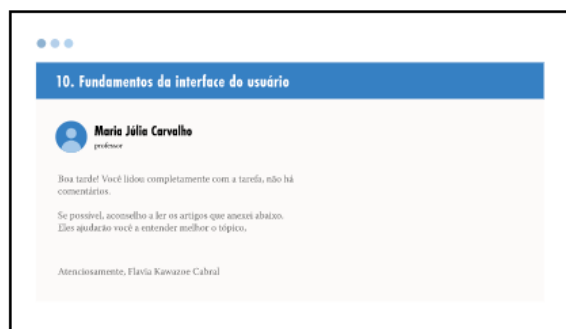 10. Fundamentos da interface do usuário
Maria Júlia Carvalho
professor
Boa tarde! Você lidou completamente com a tarefa, não há
comentários.
Se possível, aconselho a ler os artigos que anexei abaixo.
Eles ajudarão você a entender melhor o tópico.
Atenciosamente, Flavia Kawazoe Cabral